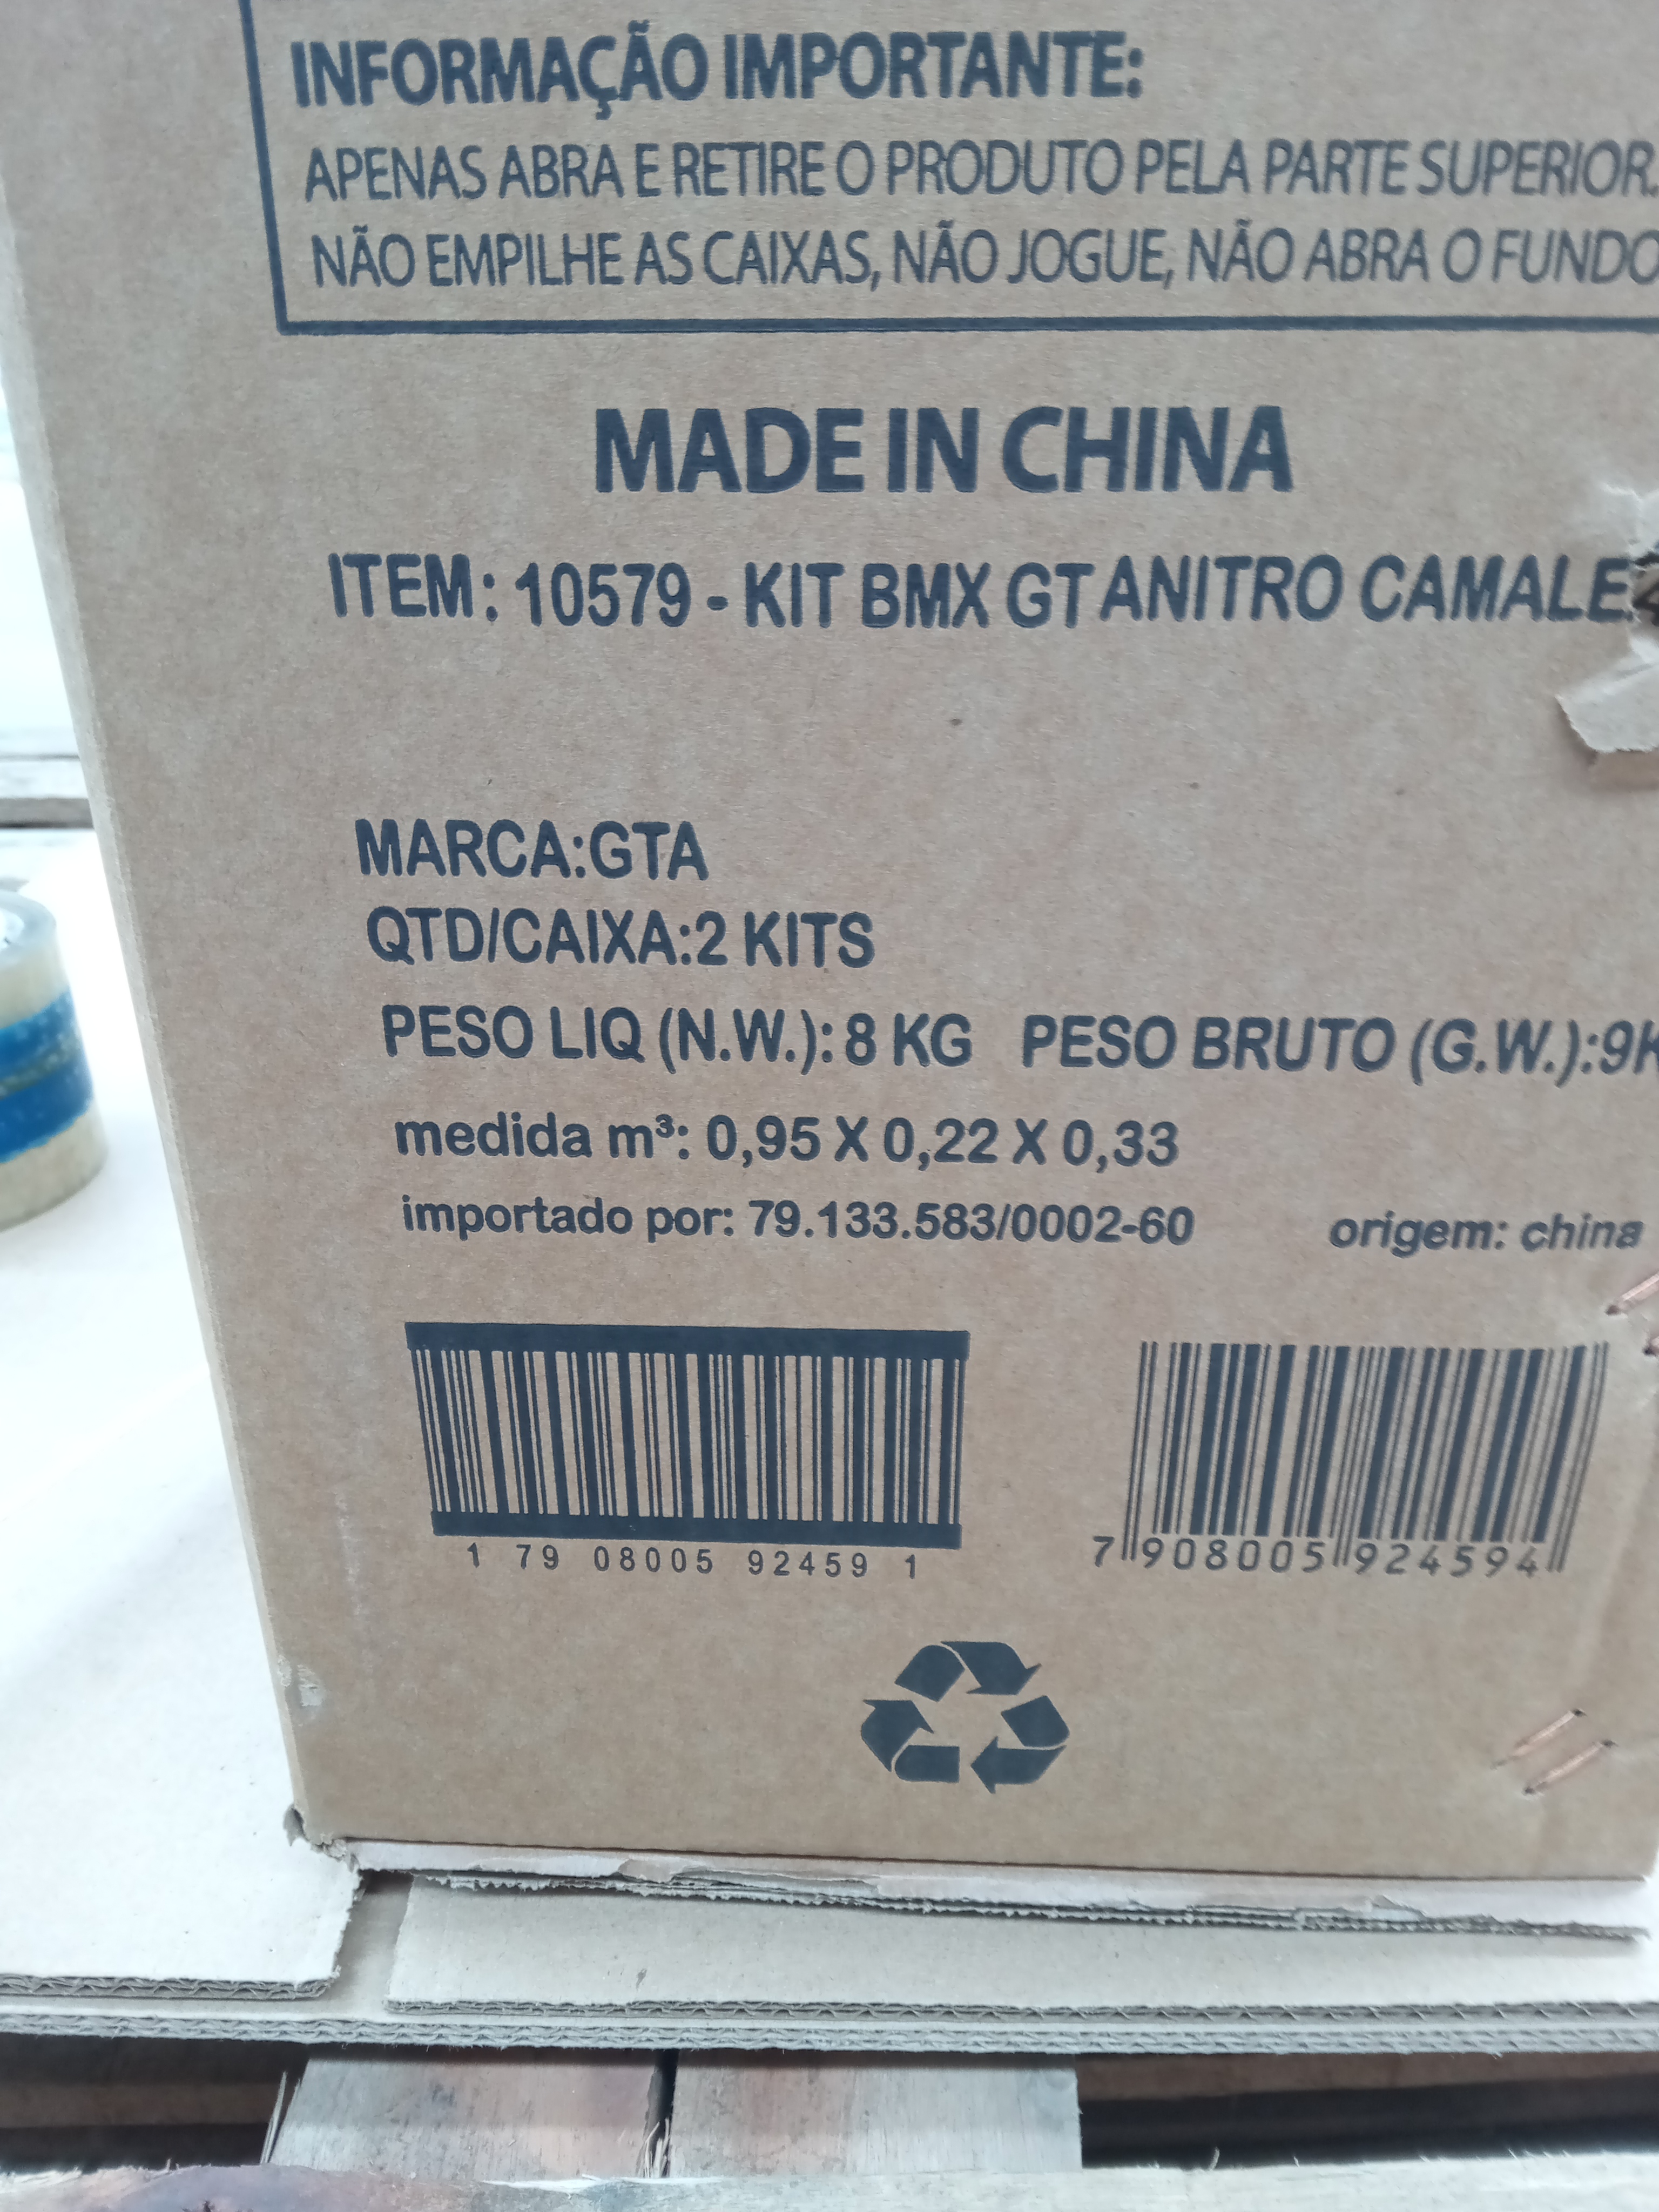 INFORMAÇÃO IMPORTANTE:
APENAS ABRA E RETIRE O PRODUTO PELA PARTE SUPERIOR.
NÃO EMPILHE AS CAIXAS, NÃO JOGUE, NÃO ABRA O FUNDO
MADE IN CHINA
ITEM: 10579 - KIT BMX GT ANITRO CAMALE
MARCA:GTA
QTD/CAIXA:2 KITS
PESO LIQ (N.W.): 8 KG PESO BRUTO (G.W.):9K
medida m³: 0,95 X 0,22 X 0,33
importado por: 79.133.583/0002-60 origem: china
1 79 08005 92459 1 7 908005 924594